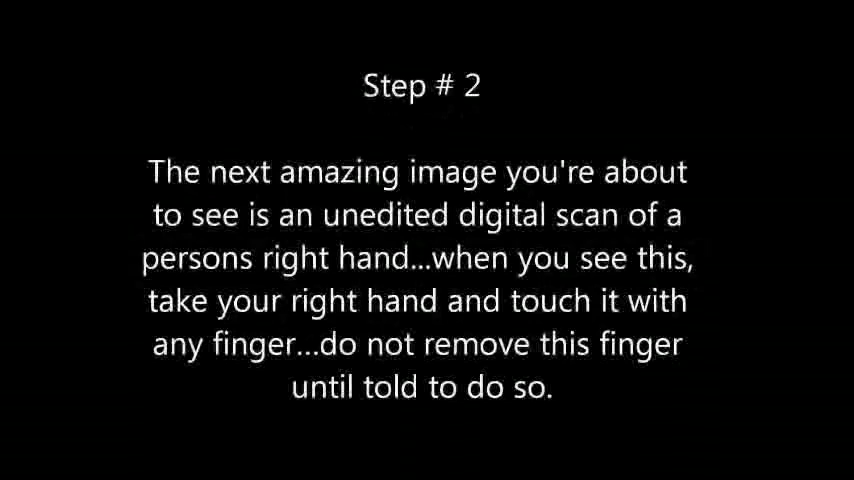 Step # 2
The next amazing image you're about
to see is an unedited digital scan of a
persons right hand...when you see this,
take your right hand and touch it with
any finger...do not remove this finger
until told to do so.